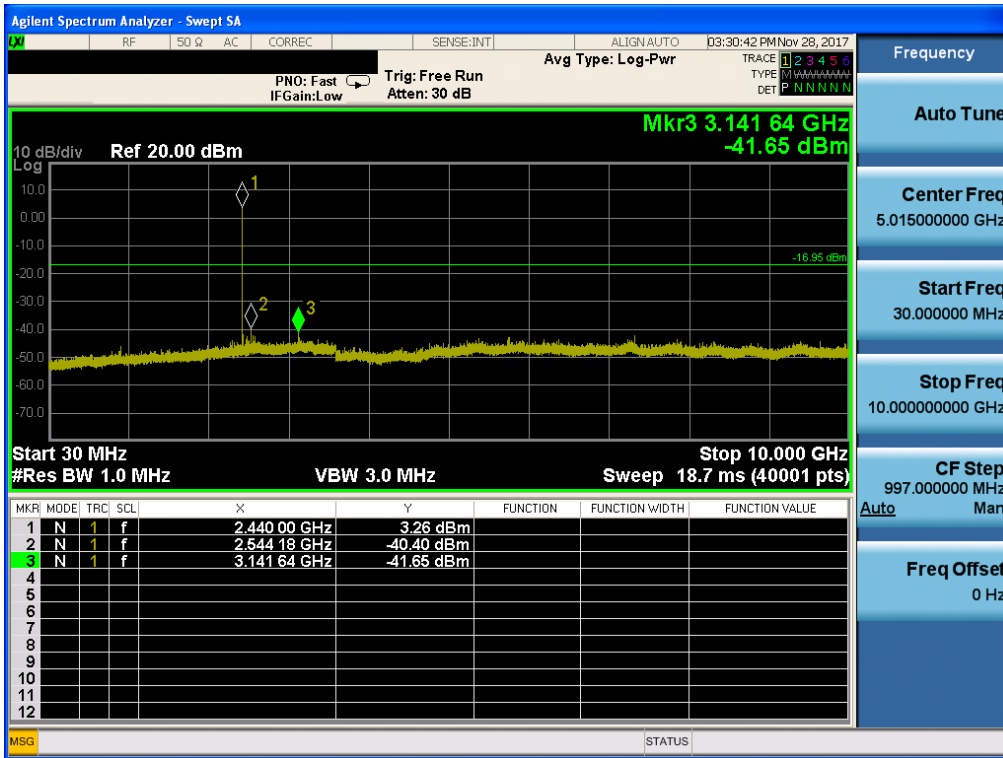 Agilent Spectrum Analyzer - Swept SA
LXI RF 50 Ω AC CORREC SENSE:INT ALIGN AUTO 03:30:42 PM Nov 28, 2017
Frequency
Avg Type: Log-Pwr
TRACE 1 2 3 4 5 6
PNO: Fast
Trig: Free Run
TYPE M WWWWW
IFGain:Low
Atten: 30 dB
DET P N N N N N
Auto Tune
Mkr3 3.141 64 GHz
-41.65 dBm
10 dB/div
Ref 20.00 dBm
Log
10.0
0.00
-10.0
-20.0
-30.0
-40.0
-50.0
-60.0
-70.0
1
2
3
-16.95 dBm
Start 30 MHz
Stop 10.000 GHz
#Res BW 1.0 MHz
VBW 3.0 MHz
Sweep 18.7 ms (40001 pts)
Center Freq
5.015000000 GHz
Start Freq
30.000000 MHz
Stop Freq
10.000000000 GHz
CF Step
997.000000 MHz
Auto Man
Freq Offset
0 Hz
MKR MODE TRC SCL X Y FUNCTION FUNCTION WIDTH FUNCTION VALUE
1 N 1 f 2.440 00 GHz 3.26 dBm
2 N 1 f 2.544 18 GHz -40.40 dBm
3 N 1 f 3.141 64 GHz -41.65 dBm
4
5
6
7
8
9
10
11
12
MSG
STATUS